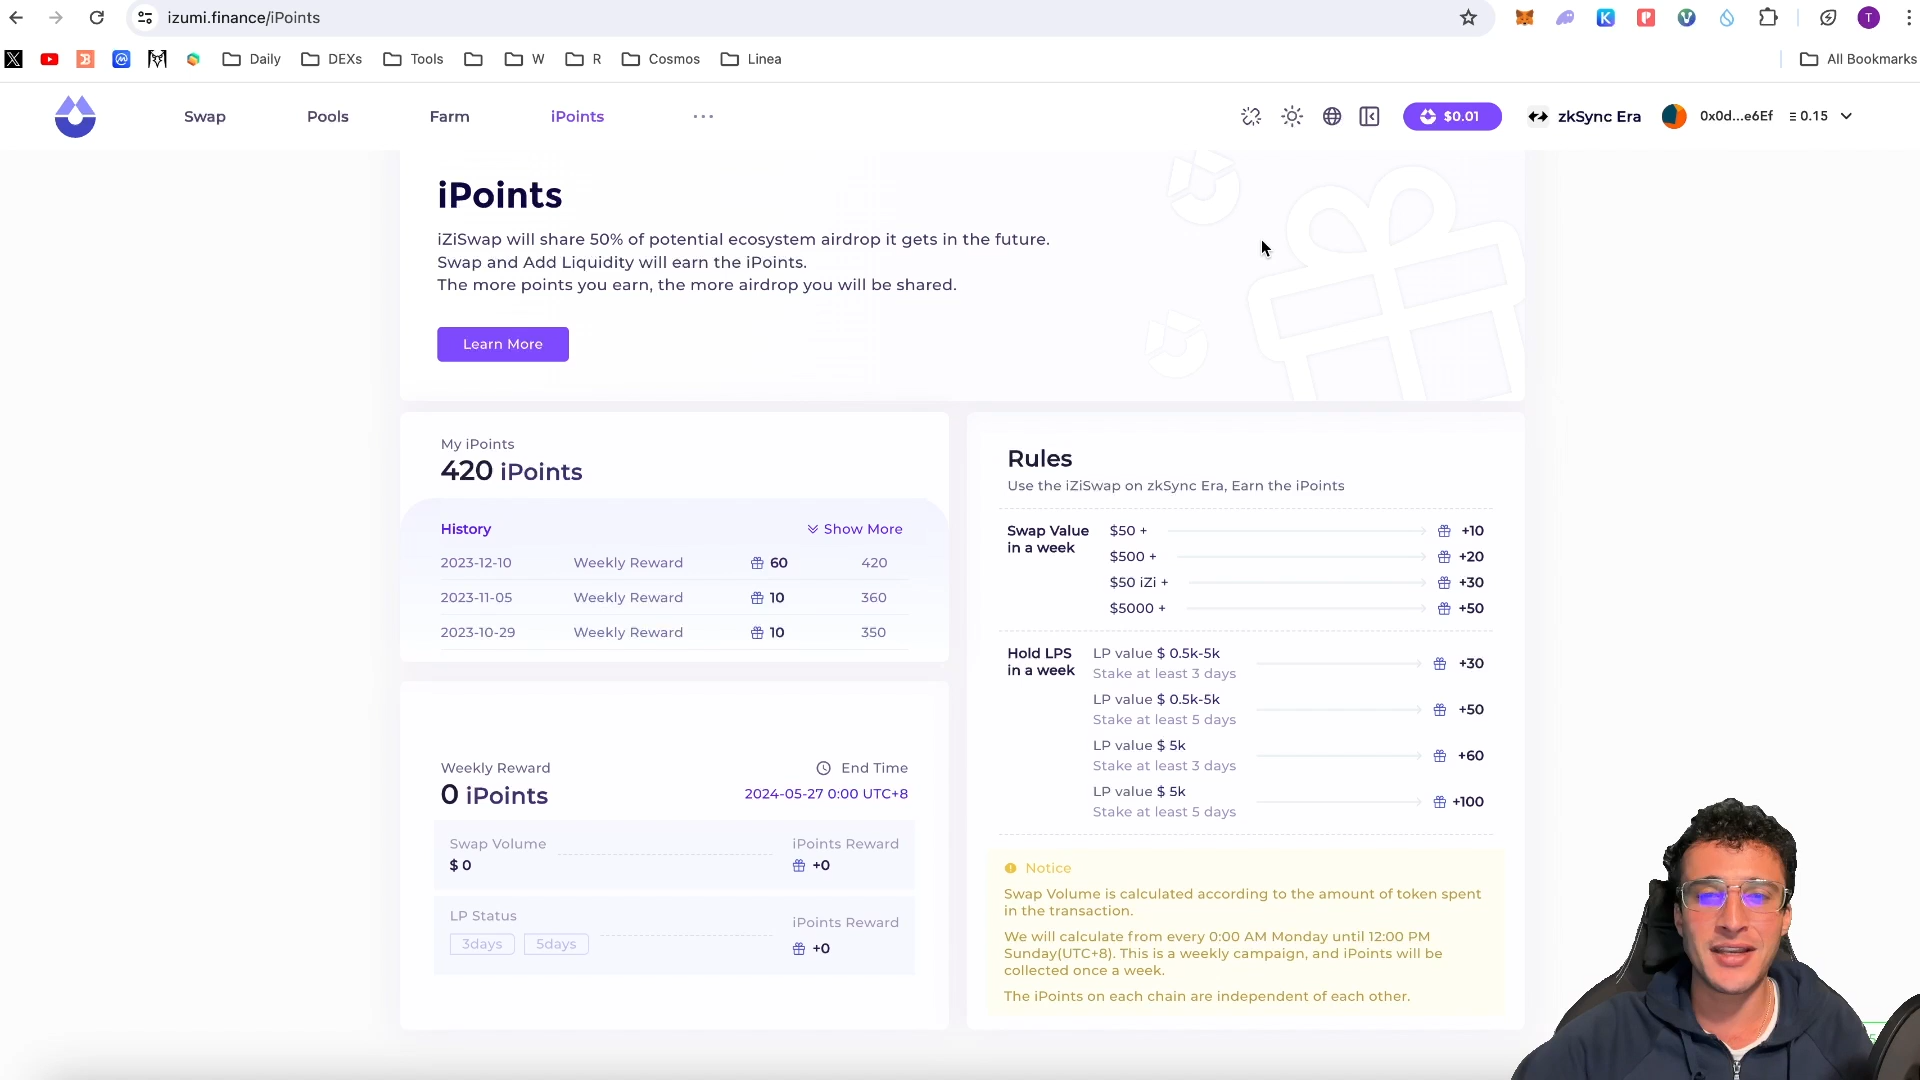 izumi.finance/iPoints
Daily
DEXs
Tools
W
R
Cosmos
Linea
All Bookmarks
Swap
Pools
Farm
iPoints
$0.01
zkSync Era
0x0d...e6Ef
0.15
iPoints
iZiSwap will share 50% of potential ecosystem airdrop it gets in the future.
Swap and Add Liquidity will earn the iPoints.
The more points you earn, the more airdrop you will be shared.
Learn More
My iPoints
420 iPoints
History
Show More
2023-12-10 Weekly Reward 60 420
2023-11-05 Weekly Reward 10 360
2023-10-29 Weekly Reward 10 350
Weekly Reward
0 iPoints
End Time
2024-05-27 0:00 UTC+8
Swap Volume
$ 0
iPoints Reward
+0
LP Status
3days 5days
iPoints Reward
+0
Rules
Use the iZiSwap on zkSync Era, Earn the iPoints
Swap Value
in a week
$50 + +10
$500 + +20
$50 iZi + +30
$5000 + +50
Hold LPS
in a week
LP value $ 0.5k-5k
Stake at least 3 days
+30
LP value $ 0.5k-5k
Stake at least 5 days
+50
LP value $ 5k
Stake at least 3 days
+60
LP value $ 5k
Stake at least 5 days
+100
Notice
Swap Volume is calculated according to the amount of token spent
in the transaction.
We will calculate from every 0:00 AM Monday until 12:00 PM
Sunday(UTC+8). This is a weekly campaign, and iPoints will be
collected once a week.
The iPoints on each chain are independent of each other.
T